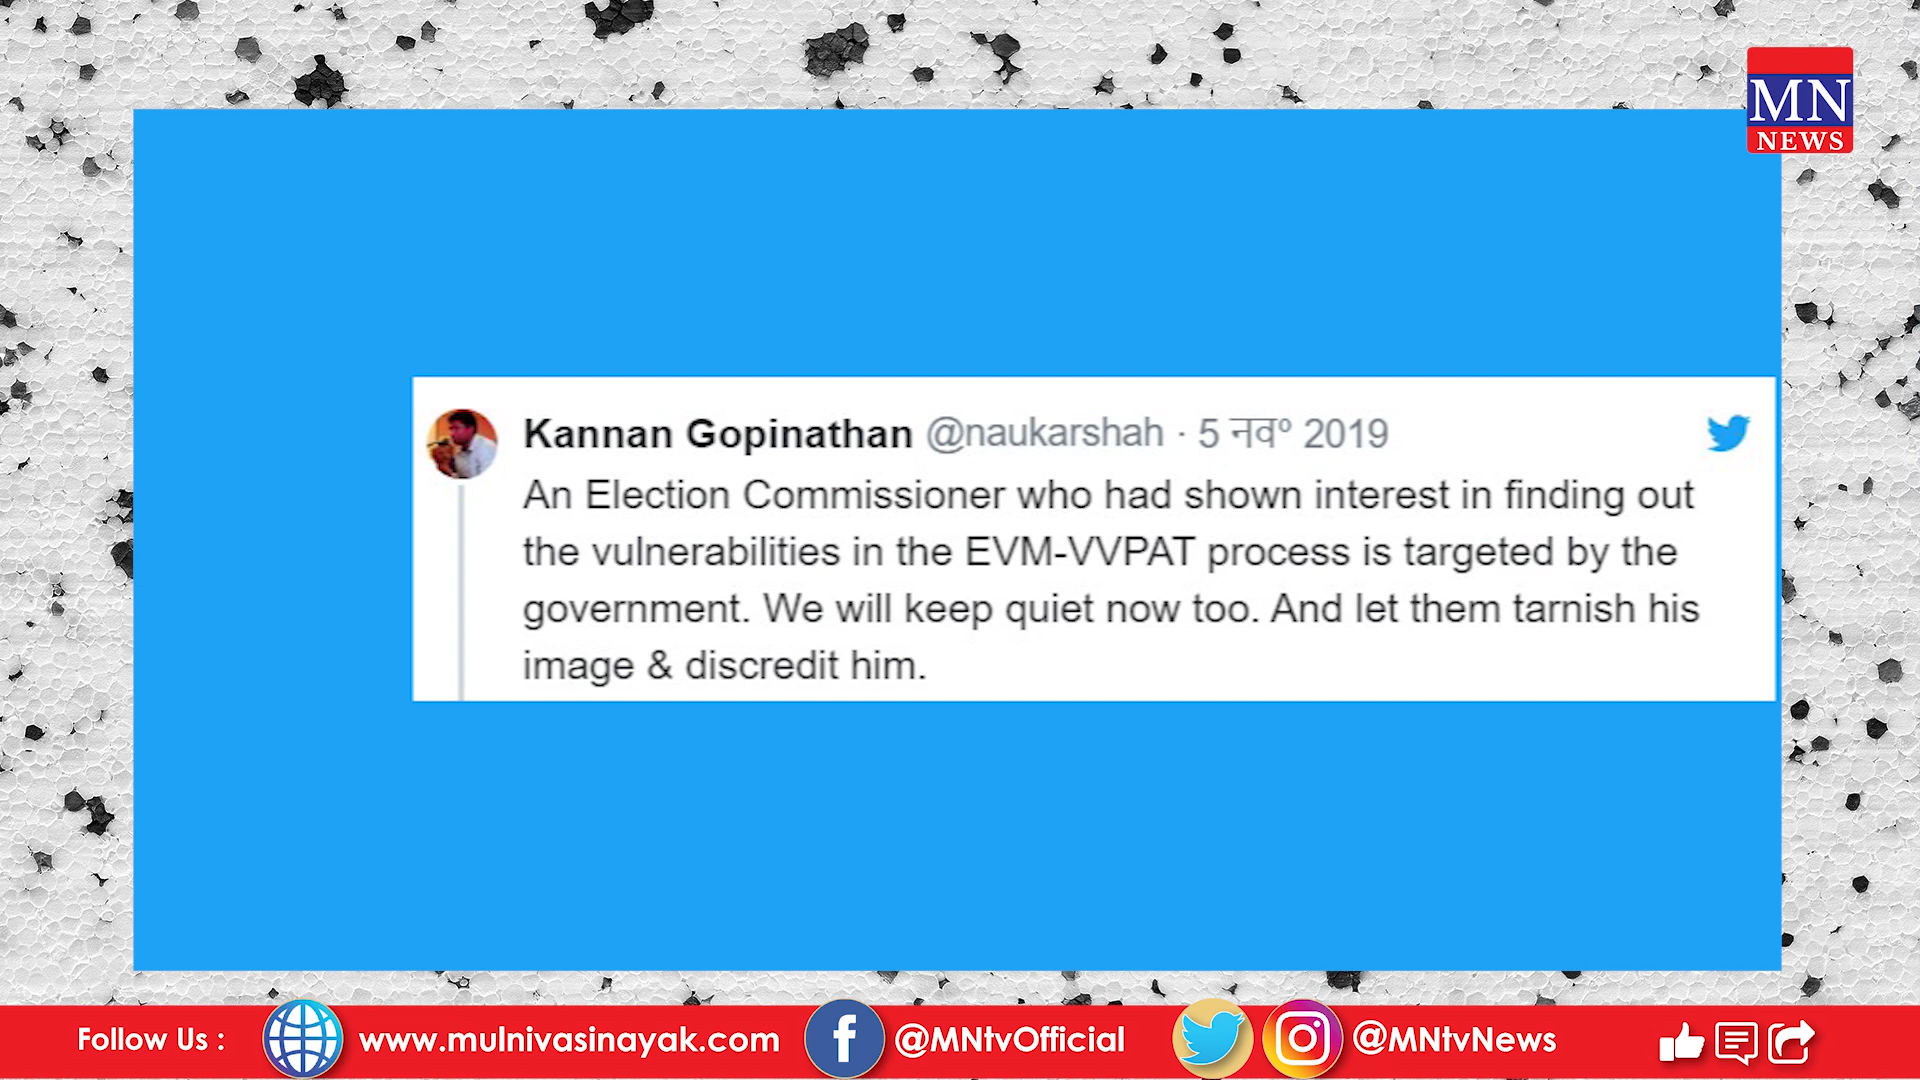 MN
NEWS
Kannan Gopinathan @naukarshah · 5 नव॰ 2019
An Election Commissioner who had shown interest in finding out
the vulnerabilities in the EVM-VVPAT process is targeted by the
government. We will keep quiet now too. And let them tarnish his
image & discredit him.
Follow Us : www.mulnivasinayak.com @MNtvOfficial @MNtvNews